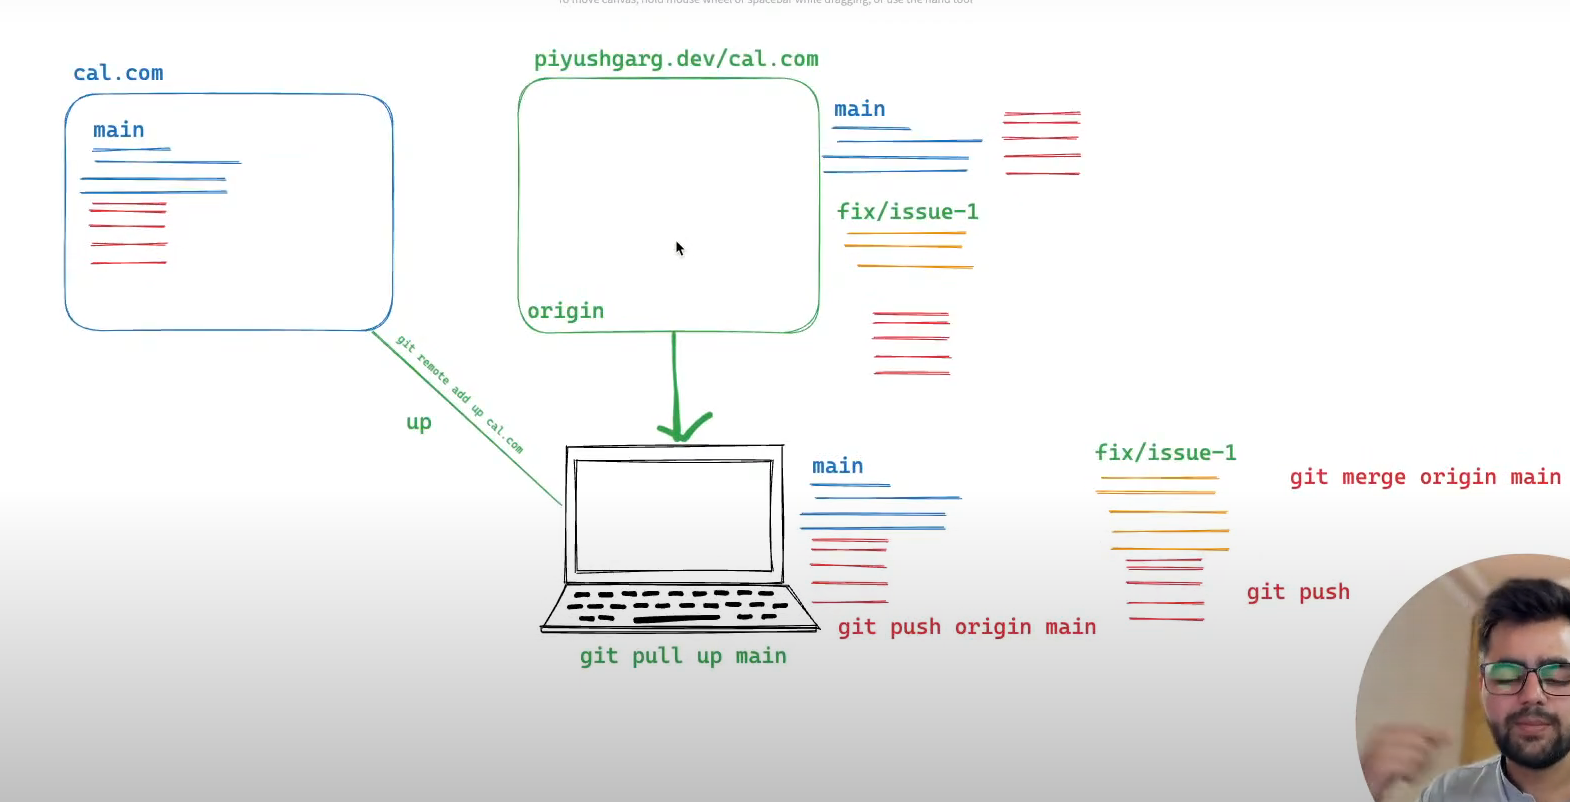 To move canvas, hold mouse wheel or spacebar while dragging, or use the hand tool
cal.com
main
piyushgarg.dev/cal.com
origin
main
fix/issue-1
git remote add up cal.com
up
main
git push origin main
git pull up main
fix/issue-1
git merge origin main
git push